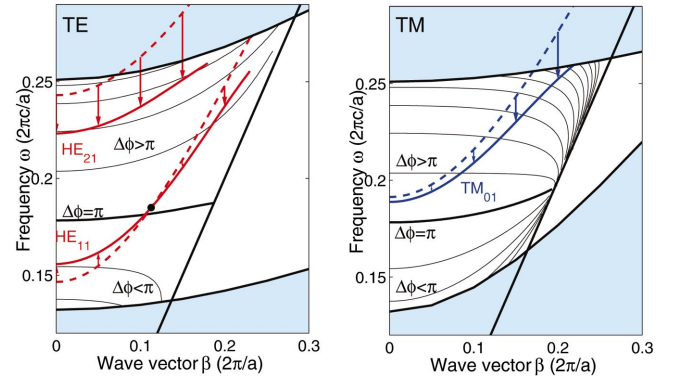 TE
Frequency ω (2πc/a)
0.25
0.2
0.15
HE21
Δϕ>π
Δϕ=π
HE11
Δϕ<π
0
0.1
0.2
0.3
Wave vector β (2π/a)
TM
Frequency ω (2πc/a)
0.25
0.2
0.15
Δϕ>π
TM01
Δϕ=π
Δϕ<π
0
0.1
0.2
0.3
Wave vector β (2π/a)